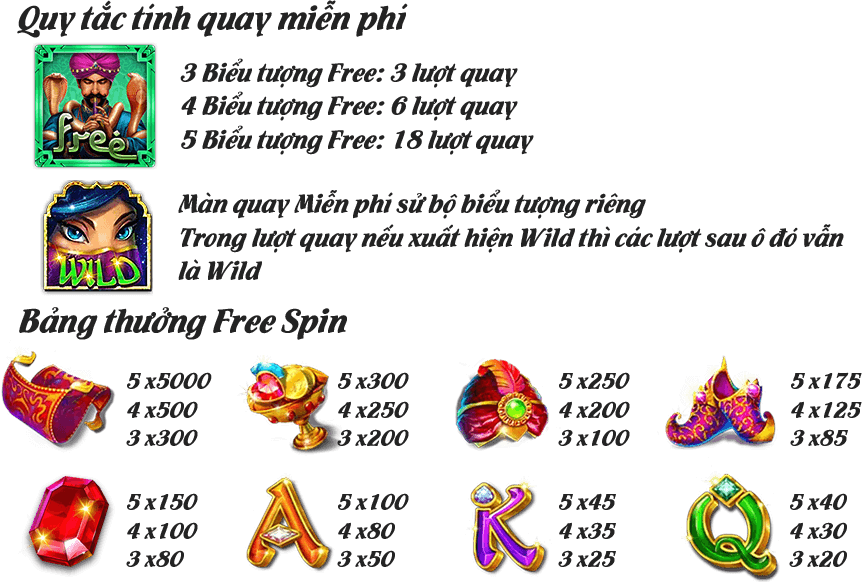 Quy tắc tính quay miễn phí
Free
3 Biểu tượng Free: 3 lượt quay
4 Biểu tượng Free: 6 lượt quay
5 Biểu tượng Free: 18 lượt quay
WILD
Màn quay Miễn phí sử bộ biểu tượng riêng
Trong lượt quay nếu xuất hiện Wild thì các lượt sau ô đó vẫn
là Wild
Bảng thưởng Free Spin
5 x5000
4 x500
3 x300
5 x300
4 x250
3 x200
5 x250
4 x200
3 x100
5 x175
4 x125
3 x85
5 x150
4 x100
3 x80
A
5 x100
4 x80
3 x50
K
5 x45
4 x35
3 x25
Q
5 x40
4 x30
3 x20